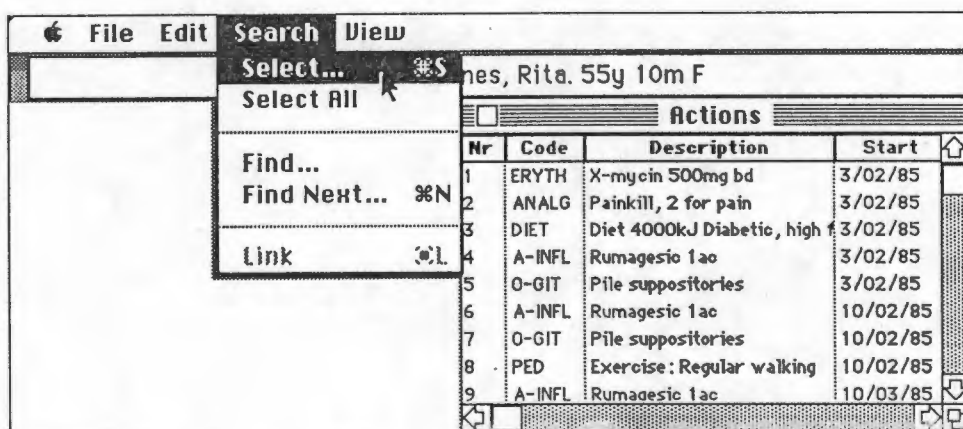 File Edit Search View
Select... ⌘S
Select All
Find...
Find Next... ⌘N
Link ⌘L
nes, Rita. 55y 10m F
Actions
Nr Code Description Start
1 ERYTH X-mycin 500mg bd 3/02/85
2 ANALG Painkill, 2 for pain 3/02/85
3 DIET Diet 4000kJ Diabetic, high f 3/02/85
4 A-INFL Rumagesic 1ac 3/02/85
5 O-GIT Pile suppositories 3/02/85
6 A-INFL Rumagesic 1ac 10/02/85
7 O-GIT Pile suppositories 10/02/85
8 PED Exercise: Regular walking 10/02/85
9 A-INFL Rumagesic 1ac 10/03/85